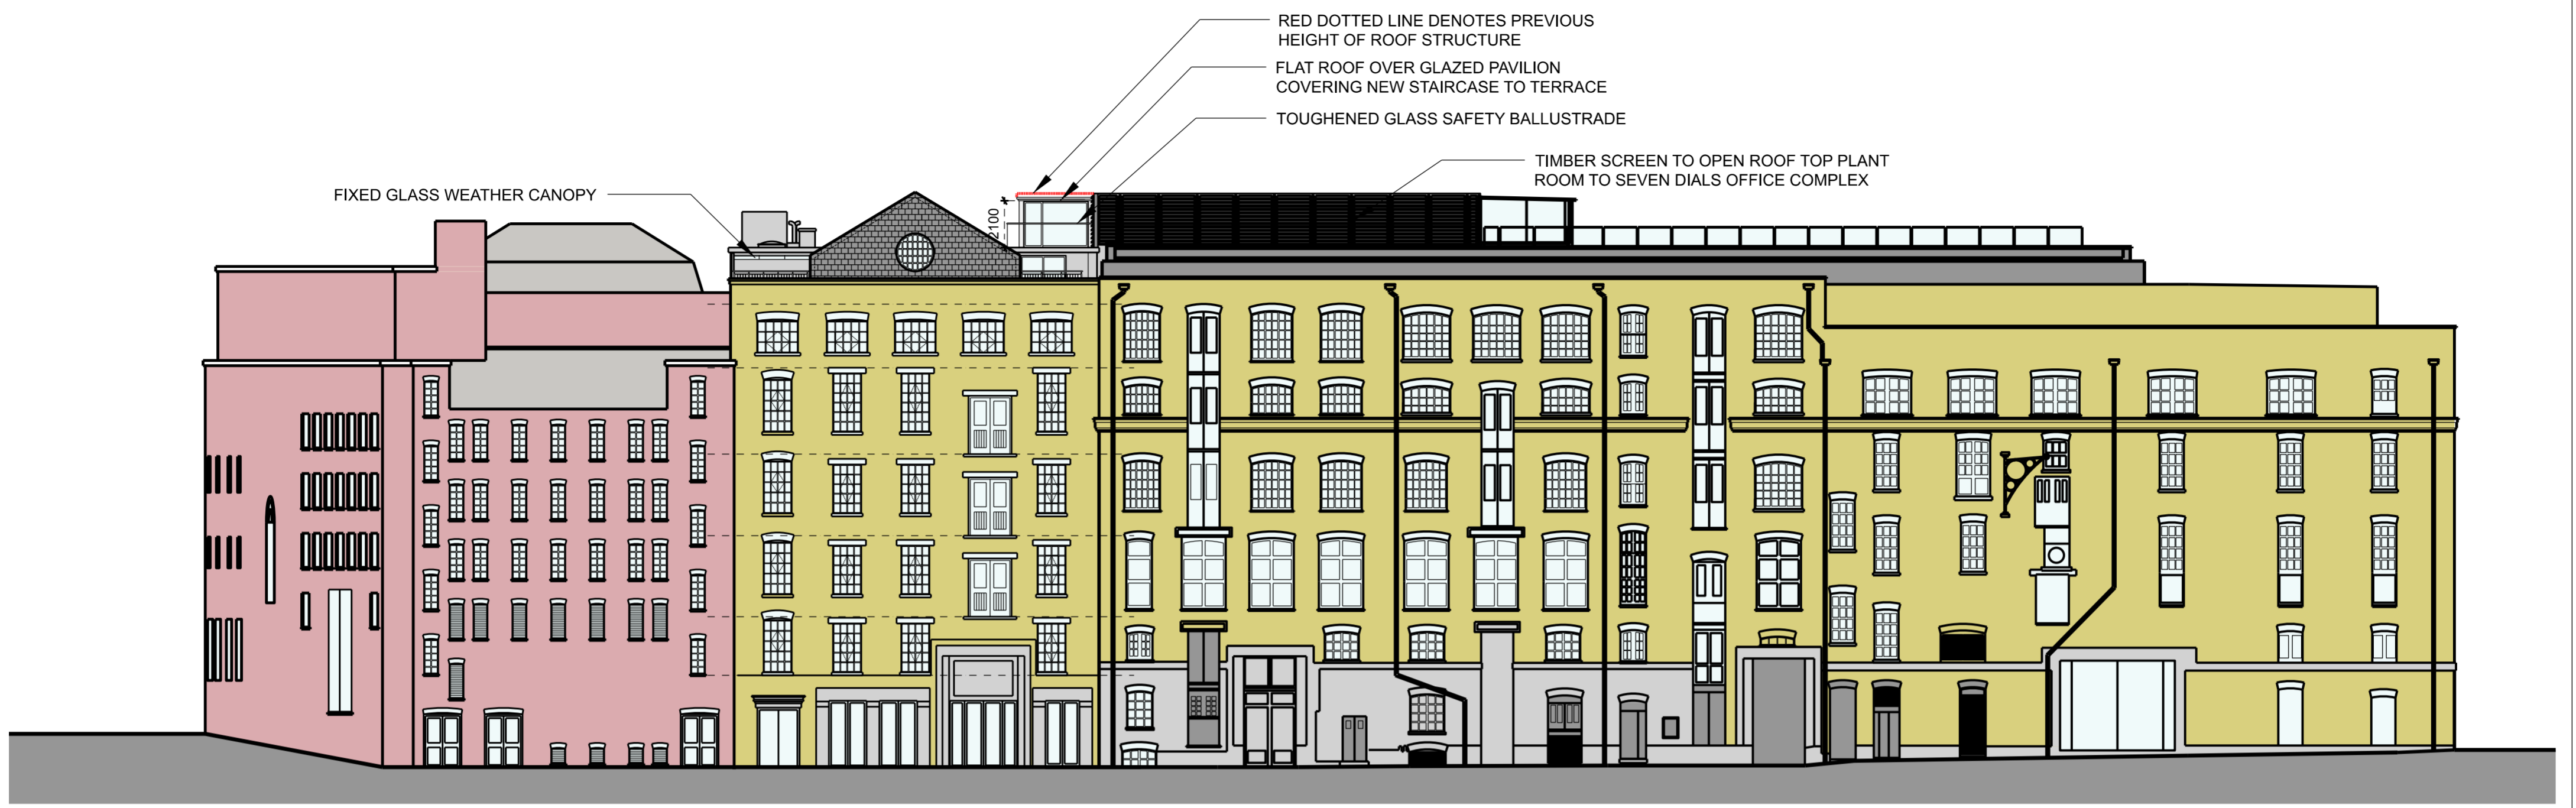 RED DOTTED LINE DENOTES PREVIOUS
HEIGHT OF ROOF STRUCTURE
FLAT ROOF OVER GLAZED PAVILION
COVERING NEW STAIRCASE TO TERRACE
TOUGHENED GLASS SAFETY BALLUSTRADE
TIMBER SCREEN TO OPEN ROOF TOP PLANT
ROOM TO SEVEN DIALS OFFICE COMPLEX
FIXED GLASS WEATHER CANOPY
2100